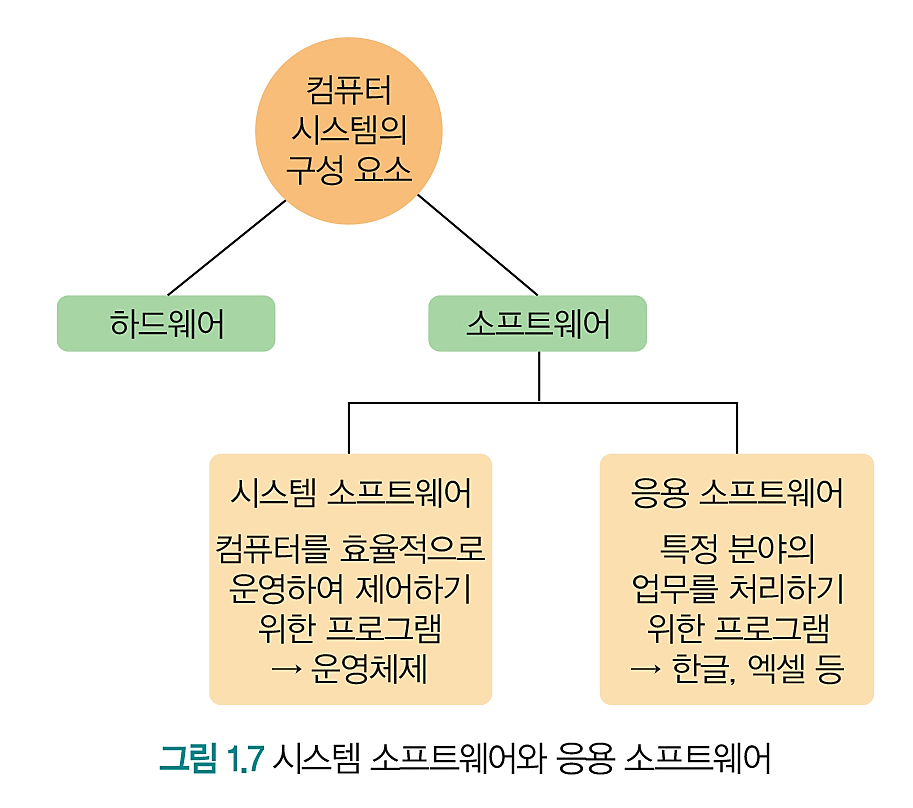 컴퓨터
시스템의
구성 요소
하드웨어
소프트웨어
시스템 소프트웨어
컴퓨터를 효율적으로
운영하여 제어하기
위한 프로그램
→ 운영체제
응용 소프트웨어
특정 분야의
업무를 처리하기
위한 프로그램
→ 한글, 엑셀 등
그림 1.7 시스템 소프트웨어와 응용 소프트웨어